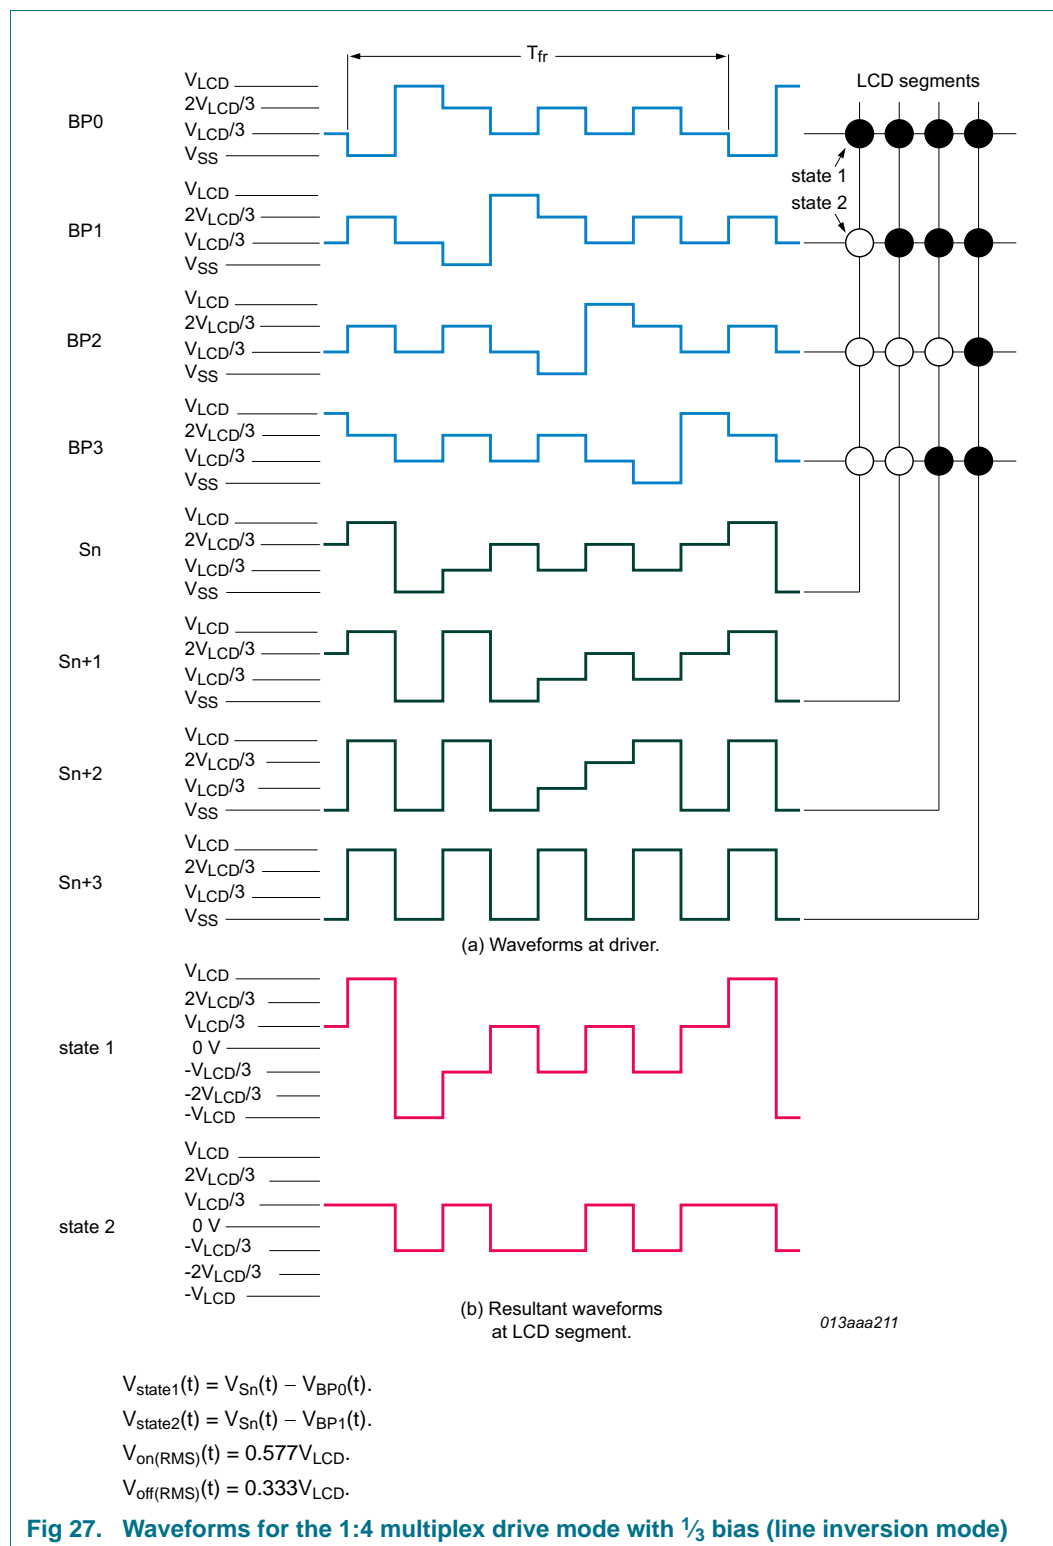 Tfr
LCD segments
BP0
VLCD
2VLCD/3
VLCD/3
VSS
state 1
state 2
BP1
VLCD
2VLCD/3
VLCD/3
VSS
BP2
VLCD
2VLCD/3
VLCD/3
VSS
BP3
VLCD
2VLCD/3
VLCD/3
VSS
Sn
VLCD
2VLCD/3
VLCD/3
VSS
Sn+1
VLCD
2VLCD/3
VLCD/3
VSS
Sn+2
VLCD
2VLCD/3
VLCD/3
VSS
Sn+3
VLCD
2VLCD/3
VLCD/3
VSS
(a) Waveforms at driver.
state 1
VLCD
2VLCD/3
VLCD/3
0 V
-VLCD/3
-2VLCD/3
-VLCD
state 2
VLCD
2VLCD/3
VLCD/3
0 V
-VLCD/3
-2VLCD/3
-VLCD
(b) Resultant waveforms
at LCD segment.
013aaa211
Vstate1(t) = VSn(t) − VBP0(t).
Vstate2(t) = VSn(t) − VBP1(t).
Von(RMS)(t) = 0.577VLCD.
Voff(RMS)(t) = 0.333VLCD.
Fig 27. Waveforms for the 1:4 multiplex drive mode with 1⁄3 bias (line inversion mode)